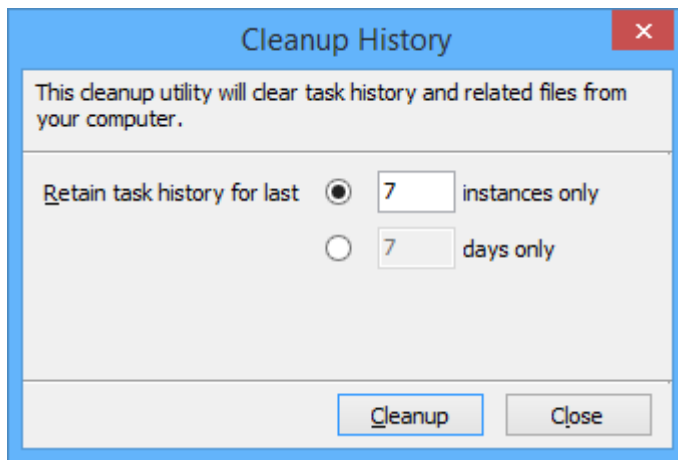 Cleanup History
This cleanup utility will clear task history and related files from
your computer.
Retain task history for last 7 instances only
7 days only
Cleanup Close